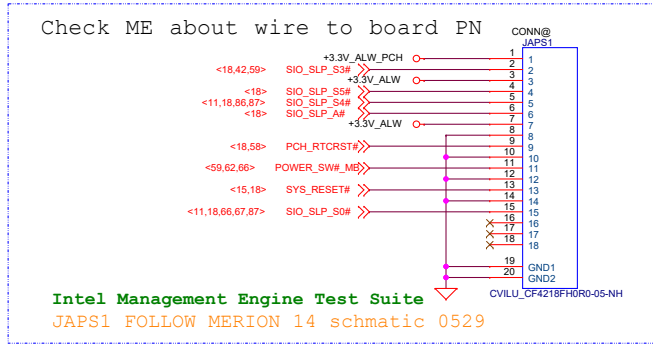 Check ME about wire to board PN
CONN@
JAPS1
+3.3V_ALW_PCH 1 1
<18,42,59> SIO_SLP_S3# 2 2
+3.3V_ALW 3 3
<18> SIO_SLP_S5# 4 4
<11,18,86,87> SIO_SLP_S4# 5 5
<18> SIO_SLP_A# 6 6
+3.3V_ALW 7 7
8 8
<18,58> PCH_RTCRST# 9 9
10 10
<59,62,66> POWER_SW#_MB 11 11
12 12
<15,18> SYS_RESET# 13 13
14 14
<11,18,66,67,87> SIO_SLP_S0# 15 15
16 16
17 17
18 18
19 GND1
20 GND2
CVILU_CF4218FH0R0-05-NH
Intel Management Engine Test Suite
JAPS1 FOLLOW MERION 14 schmatic 0529